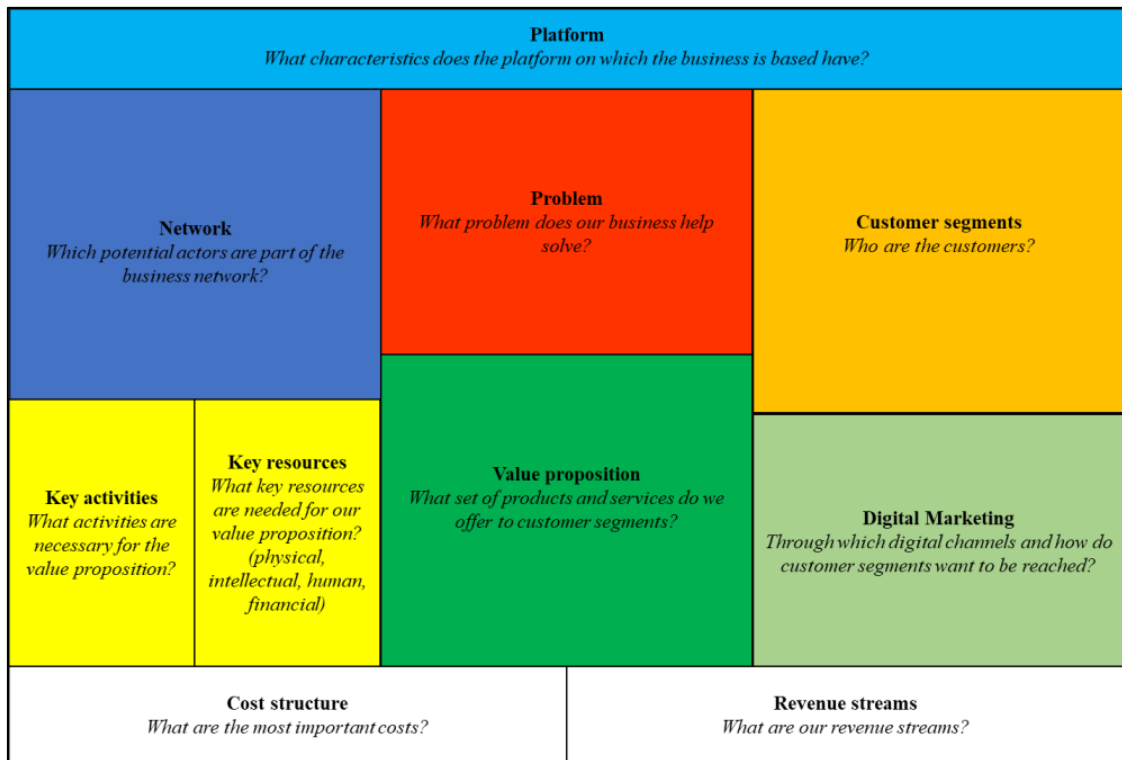 Platform
What characteristics does the platform on which the business is based have?
Network
Which potential actors are part of the
business network?
Problem
What problem does our business help
solve?
Customer segments
Who are the customers?
Key activities
What activities are
necessary for the
value proposition?
Key resources
What key resources
are needed for our
value proposition?
(physical,
intellectual, human,
financial)
Value proposition
What set of products and services do we
offer to customer segments?
Digital Marketing
Through which digital channels and how do
customer segments want to be reached?
Cost structure
What are the most important costs?
Revenue streams
What are our revenue streams?